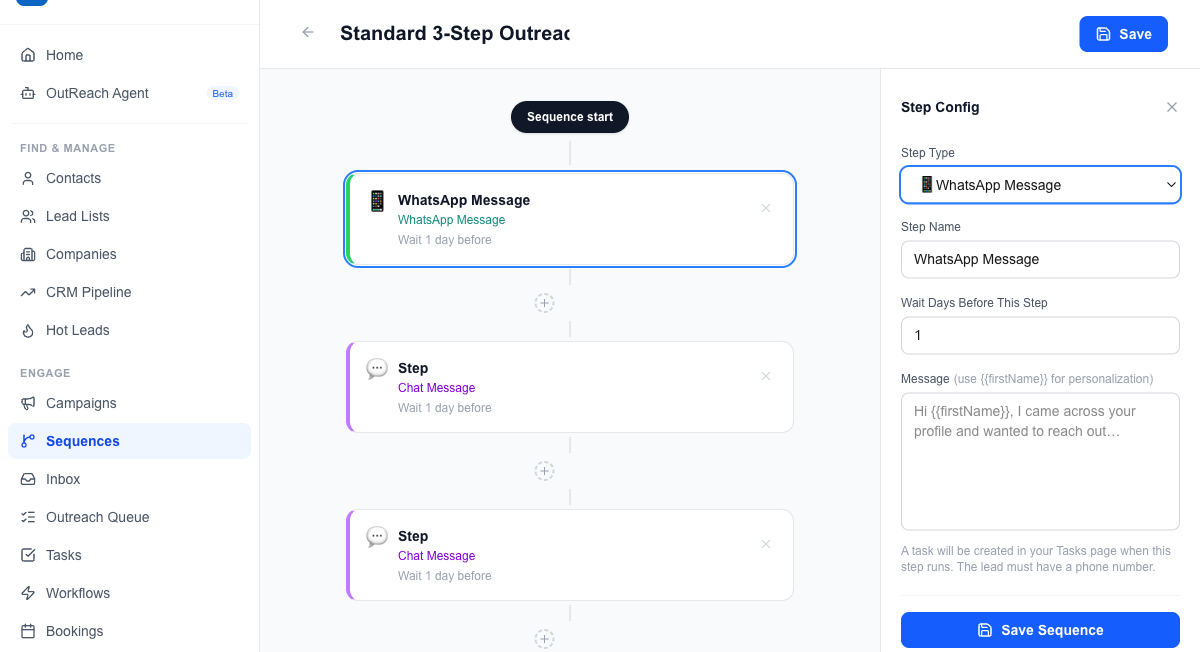 Home
OutReach Agent
Beta
FIND & MANAGE
Contacts
Lead Lists
Companies
CRM Pipeline
Hot Leads
ENGAGE
Campaigns
Sequences
Inbox
Outreach Queue
Tasks
Workflows
Bookings
Standard 3-Step Outreac
Save
Sequence start
WhatsApp Message
WhatsApp Message
Wait 1 day before
Step
Chat Message
Wait 1 day before
Step
Chat Message
Wait 1 day before
Step Config
Step Type
WhatsApp Message
Step Name
WhatsApp Message
Wait Days Before This Step
1
Message (use {{firstName}} for personalization)
Hi {{firstName}}, I came across your
profile and wanted to reach out…
A task will be created in your Tasks page when this
step runs. The lead must have a phone number.
Save Sequence